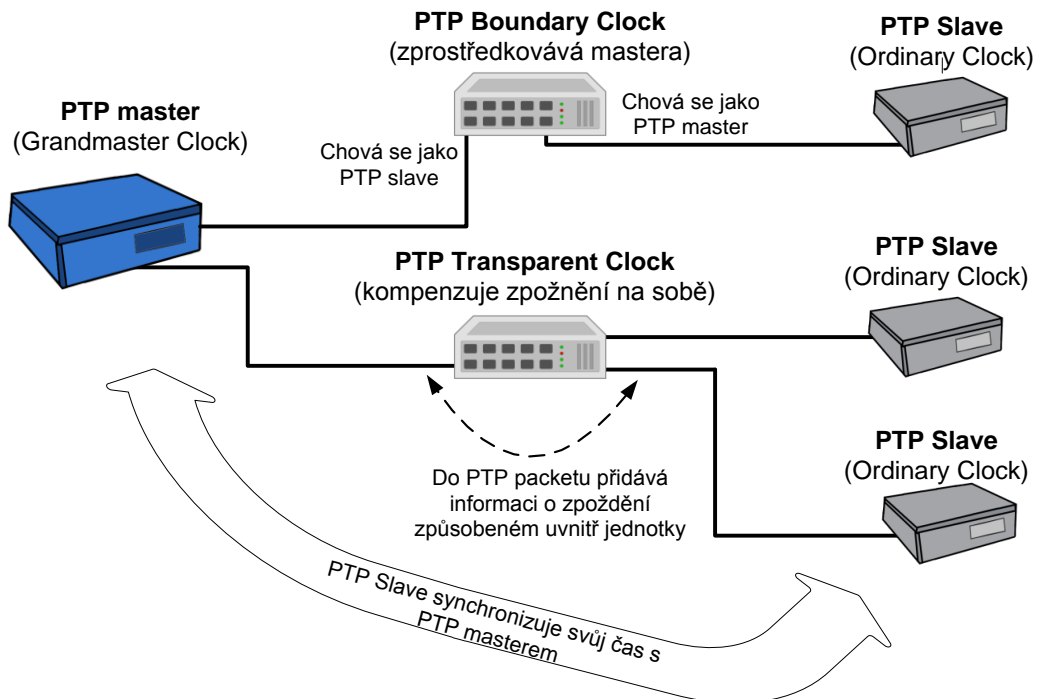 PTP Boundary Clock
(zprostředkovává mastera)
PTP Slave
(Ordinary Clock)
PTP master
(Grandmaster Clock)
Chová se jako
PTP master
Chová se jako
PTP slave
PTP Transparent Clock
(kompenzuje zpožnění na sobě)
PTP Slave
(Ordinary Clock)
PTP Slave
(Ordinary Clock)
Do PTP packetu přidává
informaci o zpoždění
způsobeném uvnitř jednotky
PTP Slave synchronizuje svůj čas s
PTP masterem